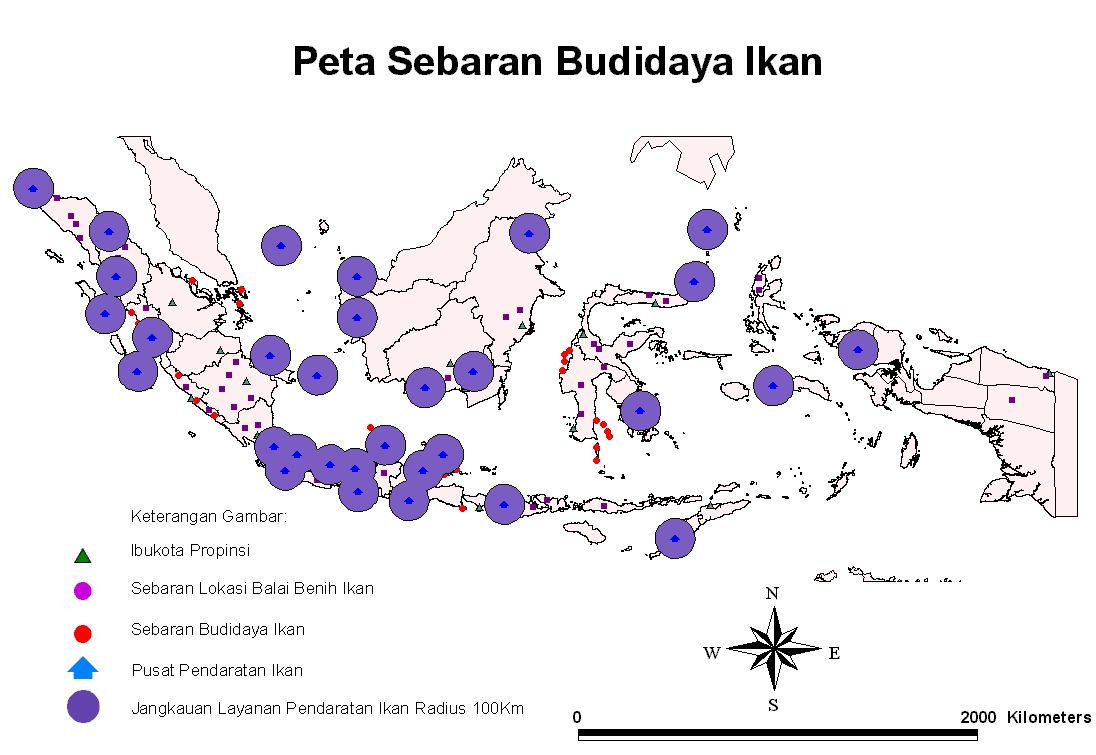 Peta Sebaran Budidaya Ikan
Keterangan Gambar:
Ibukota Propinsi
Sebaran Lokasi Balai Benih Ikan
Sebaran Budidaya Ikan
Pusat Pendaratan Ikan
Jangkauan Layanan Pendaratan Ikan Radius 100Km
N
W E
S
0 2000 Kilometers